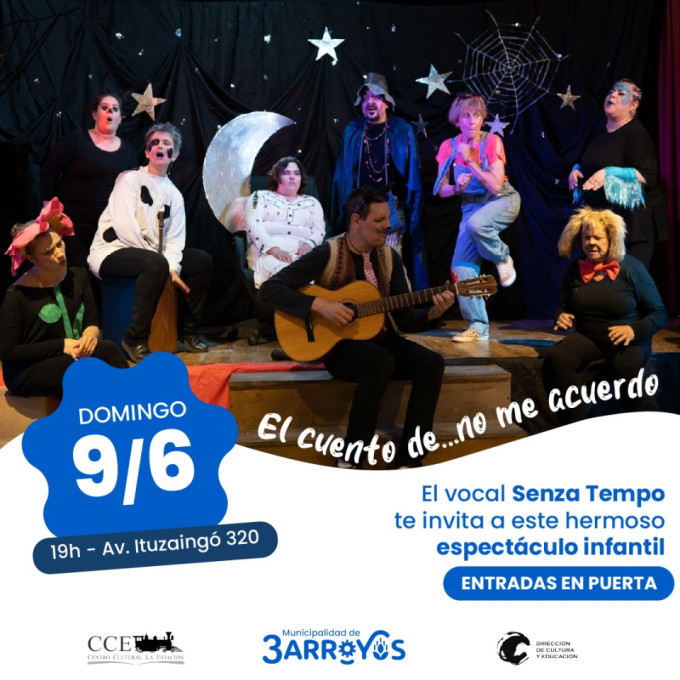 El cuento de...no me acuerdo
DOMINGO
9/6
19h - Av. Ituzaingó 320
El vocal Senza Tempo
te invita a este hermoso
espectáculo infantil
ENTRADAS EN PUERTA
CCE
CENTRO CULTURAL LA ESTACIÓN
Municipalidad de
3ARROYOS
DIRECCIÓN
DE CULTURA
Y EDUCACIÓN